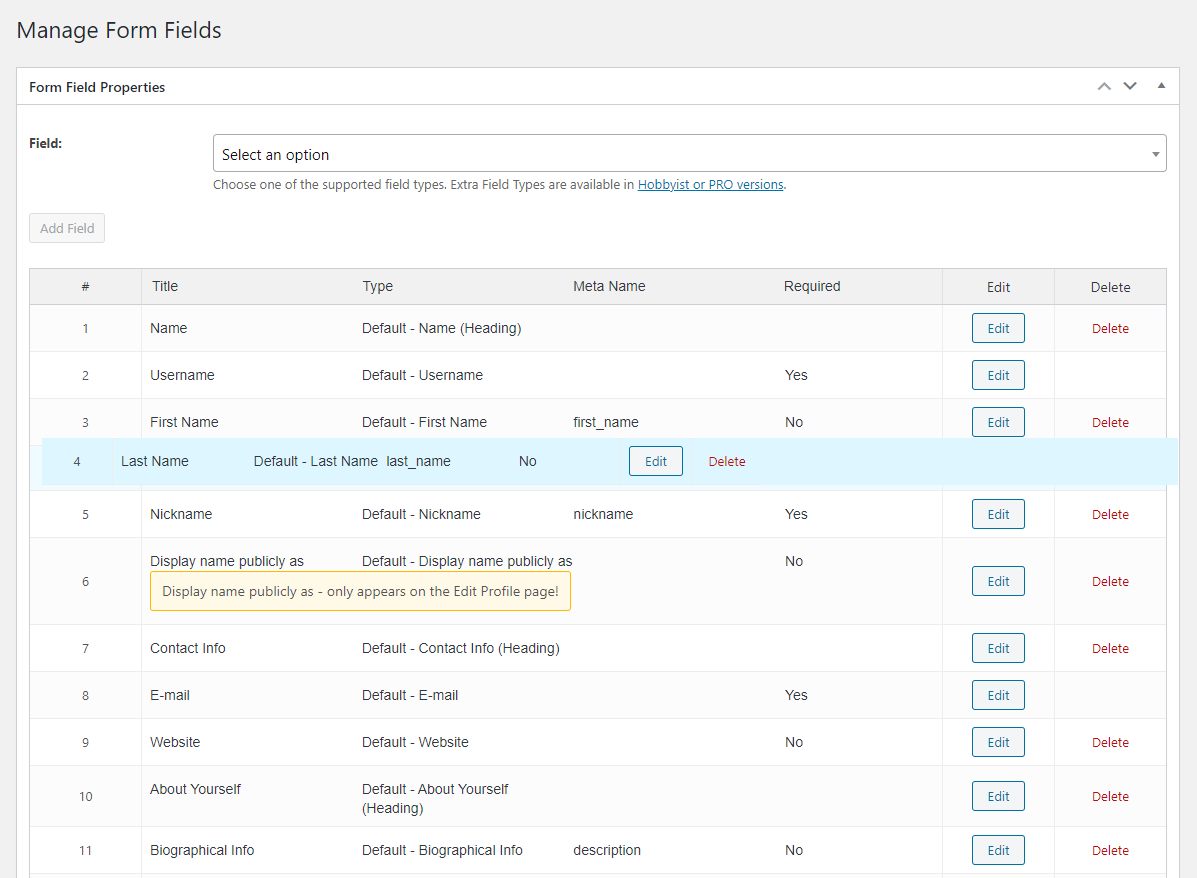 Manage Form Fields
Form Field Properties
Field:
Select an option
Choose one of the supported field types. Extra Field Types are available in Hobbyist or PRO versions.
Add Field
# Title Type Meta Name Required Edit Delete
1 Name Default - Name (Heading) Edit Delete
2 Username Default - Username Yes Edit
3 First Name Default - First Name first_name No Edit Delete
4 Last Name Default - Last Name last_name No Edit Delete
5 Nickname Default - Nickname nickname Yes Edit Delete
6 Display name publicly as Default - Display name publicly as No Edit Delete
Display name publicly as - only appears on the Edit Profile page!
7 Contact Info Default - Contact Info (Heading) Edit Delete
8 E-mail Default - E-mail Yes Edit
9 Website Default - Website No Edit Delete
10 About Yourself Default - About Yourself Edit Delete
(Heading)
11 Biographical Info Default - Biographical Info description No Edit Delete